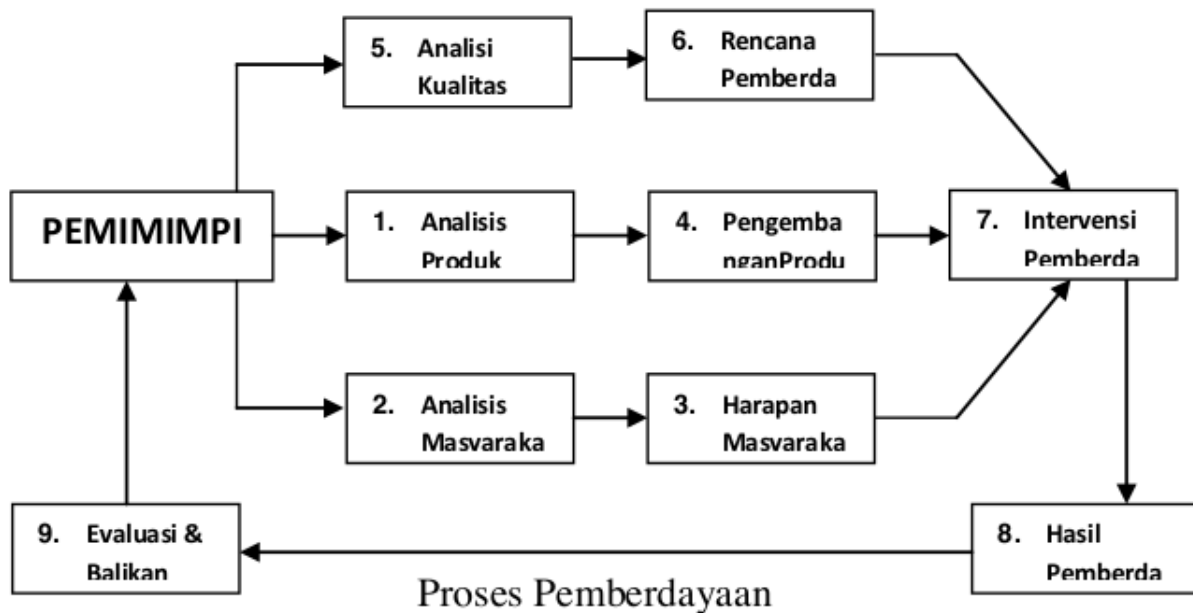 5. Analisi
Kualitas
6. Rencana
Pemberda
PEMIMIMPI
1. Analisis
Produk
4. Pengemba
nganProdu
7. Intervensi
Pemberda
2. Analisis
Masyaraka
3. Harapan
Masyaraka
9. Evaluasi &
Balikan
8. Hasil
Pemberda
Proses Pemberdayaan